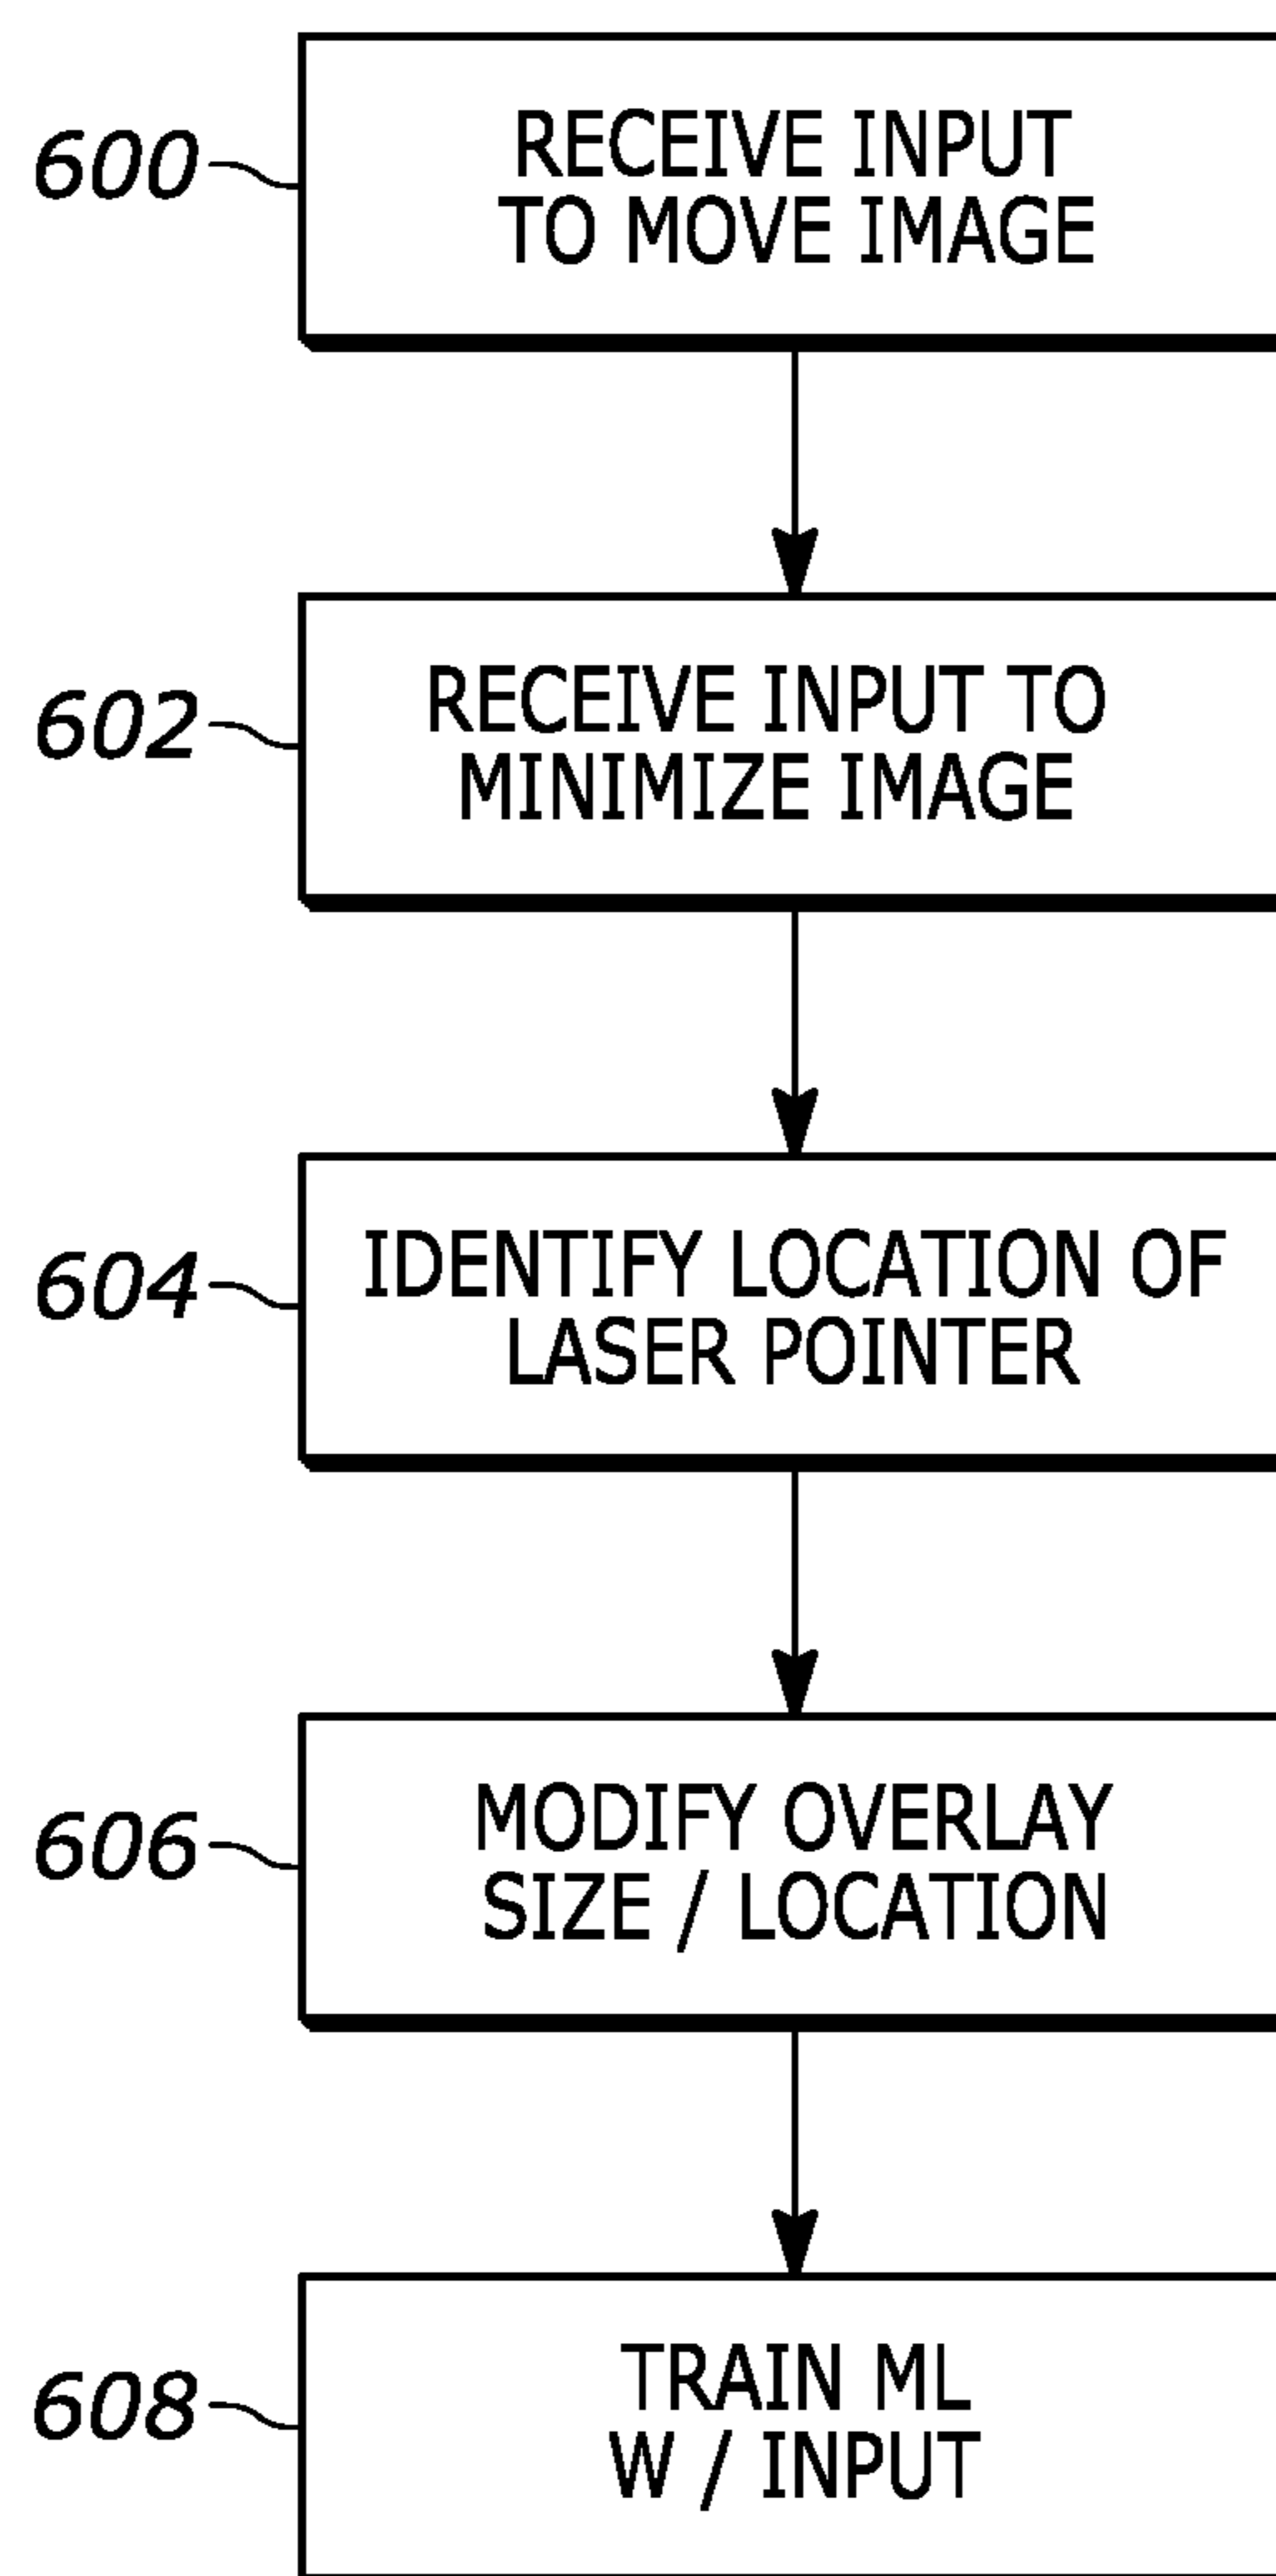 600
RECEIVE INPUT
TO MOVE IMAGE
602
RECEIVE INPUT TO
MINIMIZE IMAGE
604
IDENTIFY LOCATION OF
LASER POINTER
606
MODIFY OVERLAY
SIZE / LOCATION
608
TRAIN ML
W / INPUT